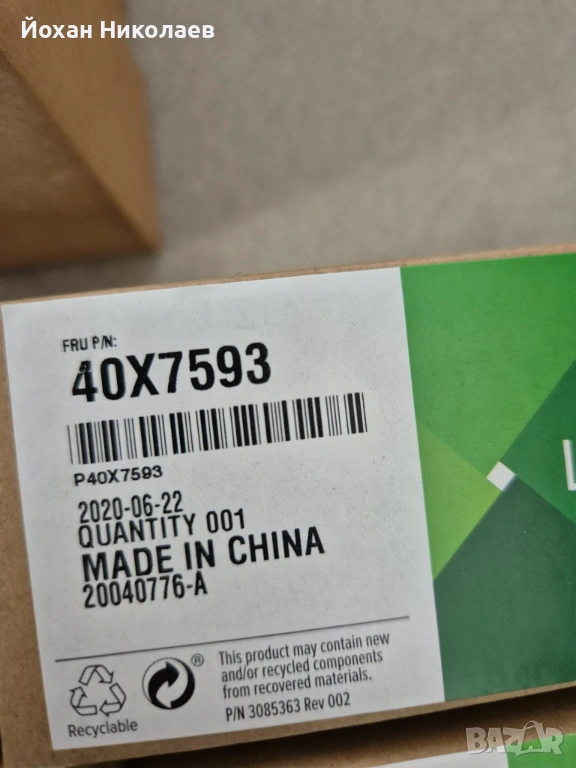 Йохан Николаев
FRU P/N:
40X7593
P40X7593
2020-06-22
QUANTITY 001
MADE IN CHINA
20040776-A
This product may contain new
and/or recycled components
from recovered materials.
Recyclable
P/N 3085363 Rev 002
BAZAR